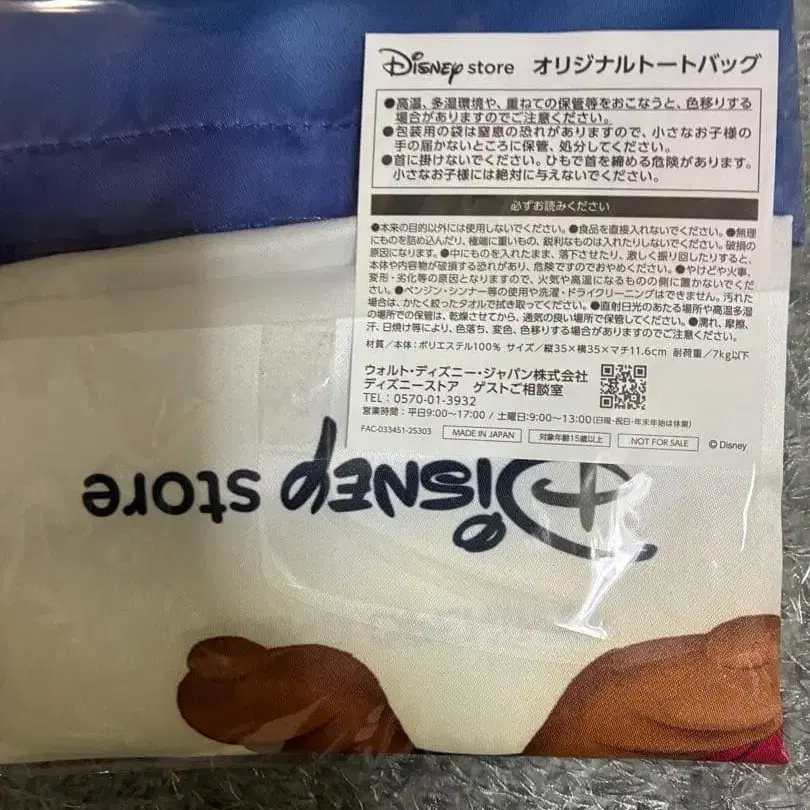 Disney store オリジナルトートバッグ
●高温、多湿環境や、重ねての保管等をおこなうと、色移りする
場合がありますのでご注意ください。
●包装用の袋は窒息の恐れがありますので、小さなお子様の
手の届かないところに保管、処分してください。
●首に掛けないでください。ひもで首を締める危険があります。
小さなお子様には絶対に与えないでください。
必ずお読みください
●本来の目的以外には使用しないでください。●食品を直接入れないでください。●無理
にものを詰め込んだり、極端に重いもの、鋭利なものは入れたりしないでください。破損の
原因になります。●中にものを入れたまま、落下させたり、激しく振り回したりすると、
本体や内容物が破損する恐れがあり、危険ですのでおやめください。●やけどや火事、
変形・劣化等の原因となりますので、火気や高温になるものの側に置かないでくだ
さい。●ベンジン・シンナー等の使用や洗濯・ドライクリーニングはできません。汚れた
場合は、かたく絞ったタオルで拭き取ってください。●直射日光のあたる場所や高温多湿
の場所での保管は、乾燥させてから、通気の良い場所で保管してください。●濡れ、摩擦、
汗、日焼け等により、色落ち、変色、色移りする場合がありますのでご注意ください。
材質/本体:ポリエステル100% サイズ/縦35×横35×マチ11.6cm 耐荷重/7kg以下
ウォルト・ディズニー・ジャパン株式会社
ディズニーストア ゲストご相談室
TEL:0570-01-3932
営業時間:平日9:00〜17:00/土曜日:9:00〜13:00(日曜・祝日・年末年始は休業)
FAC-033451-25303 MADE IN JAPAN 対象年齢15歳以上 NOT FOR SALE ©Disney
Disney store